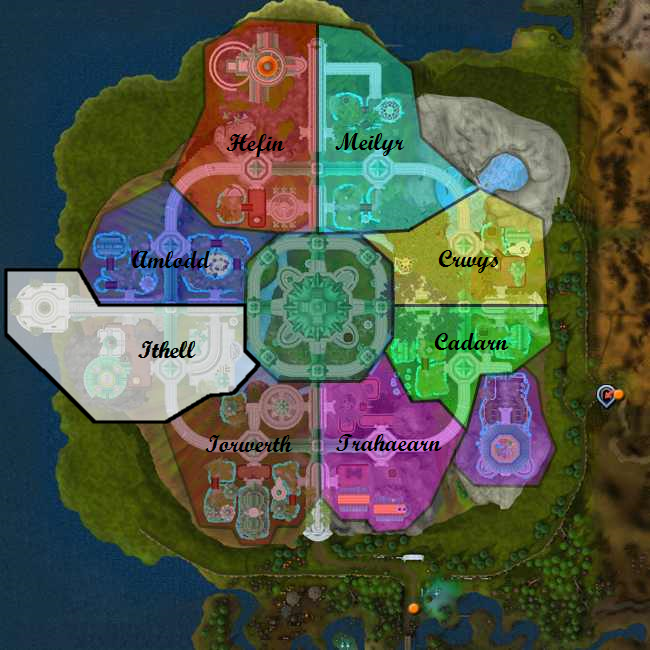 Hefin
Meilyr
Amlodd
Crwys
Ithell
Cadarn
Iorwerth
Trahaearn